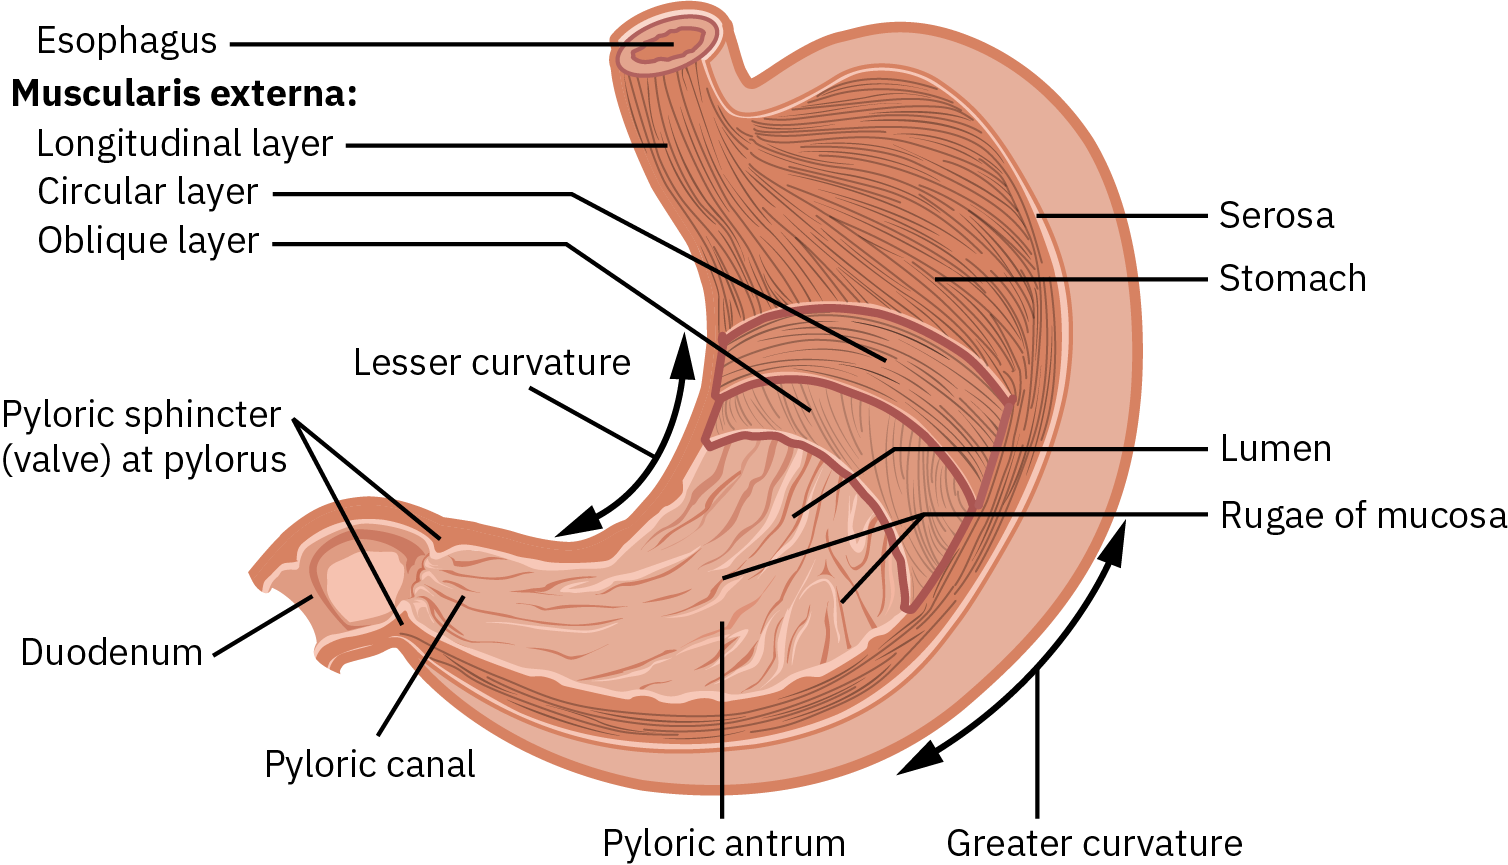 Esophagus
Muscularis externa:
Longitudinal layer
Circular layer
Oblique layer
Lesser curvature
Pyloric sphincter
(valve) at pylorus
Duodenum
Pyloric canal
Pyloric antrum
Greater curvature
Serosa
Stomach
Lumen
Rugae of mucosa